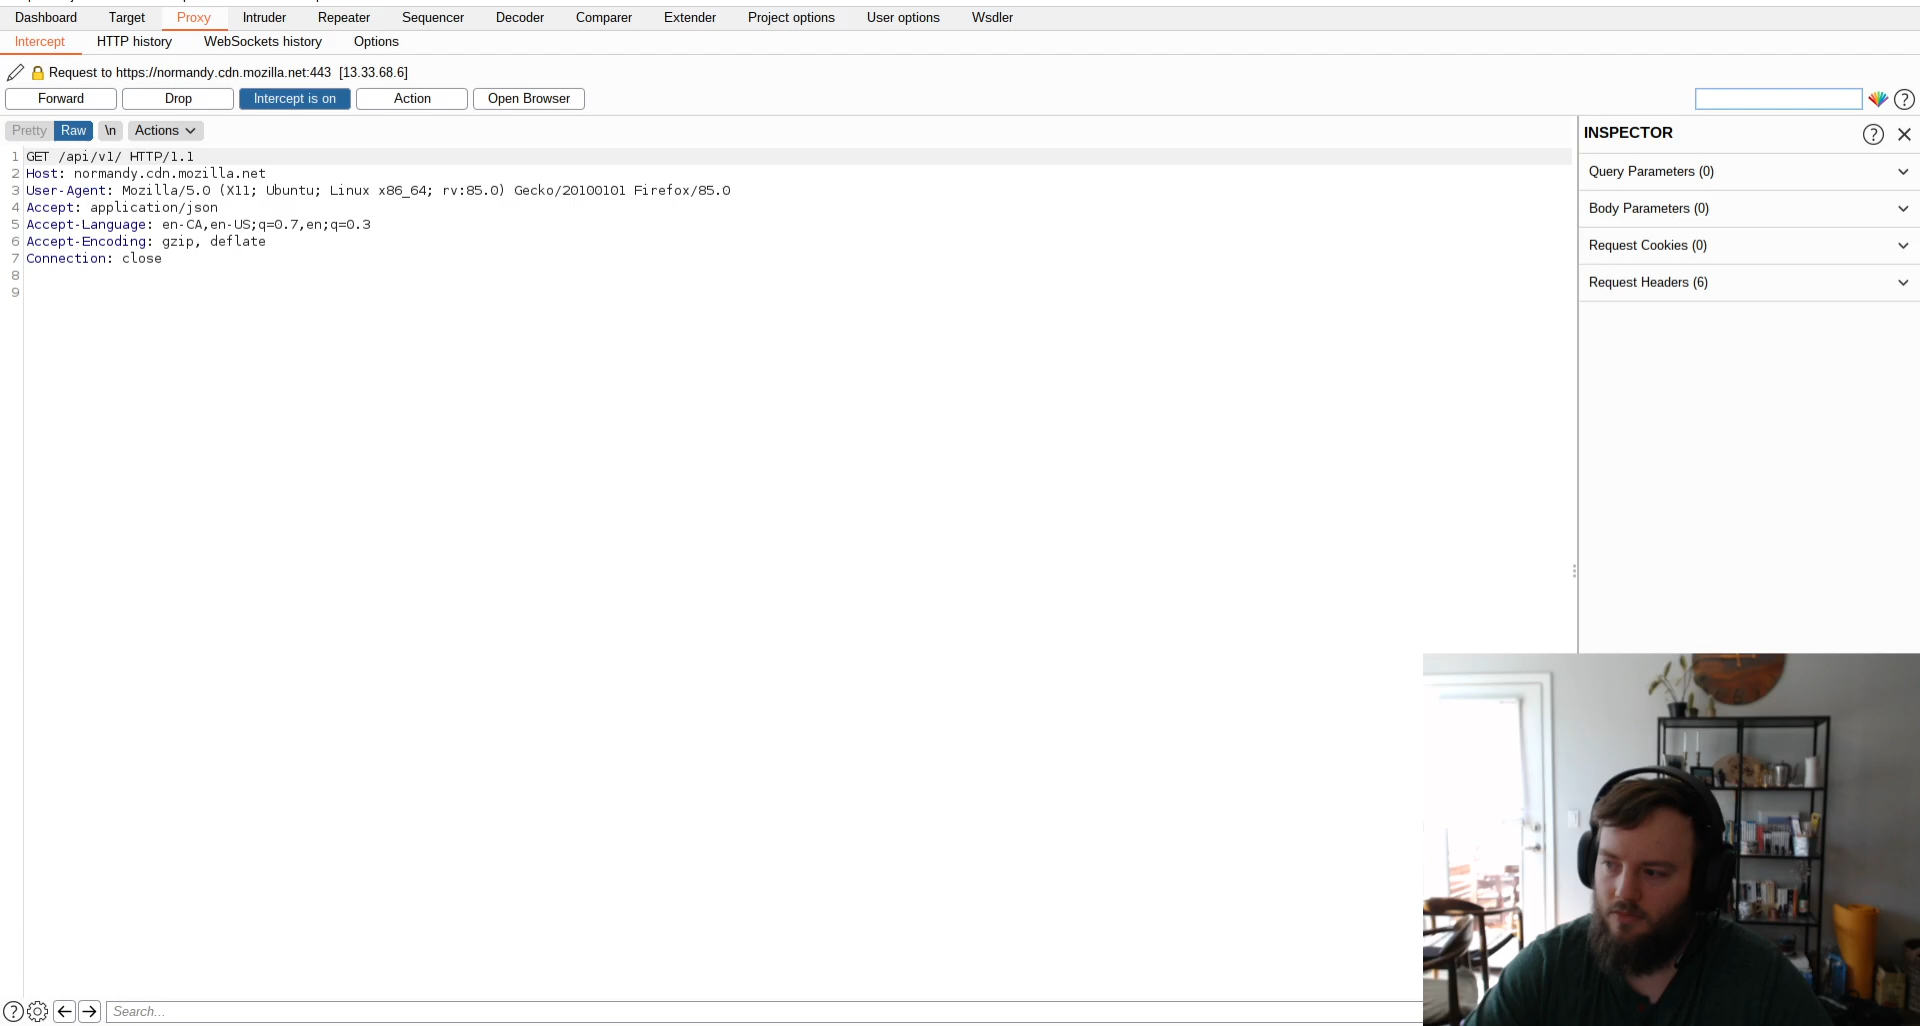 Dashboard Target Proxy Intruder Repeater Sequencer Decoder Comparer Extender Project options User options Wsdler
Intercept HTTP history WebSockets history Options
Request to https://normandy.cdn.mozilla.net:443 [13.33.68.6]
Forward Drop Intercept is on Action Open Browser ?
Pretty Raw \n Actions
INSPECTOR ?
1 GET /api/v1/ HTTP/1.1
2 Host: normandy.cdn.mozilla.net
3 User-Agent: Mozilla/5.0 (X11; Ubuntu; Linux x86_64; rv:85.0) Gecko/20100101 Firefox/85.0
4 Accept: application/json
5 Accept-Language: en-CA,en-US;q=0.7,en;q=0.3
6 Accept-Encoding: gzip, deflate
7 Connection: close
8
9
Query Parameters (0)
Body Parameters (0)
Request Cookies (0)
Request Headers (6)
? Search...